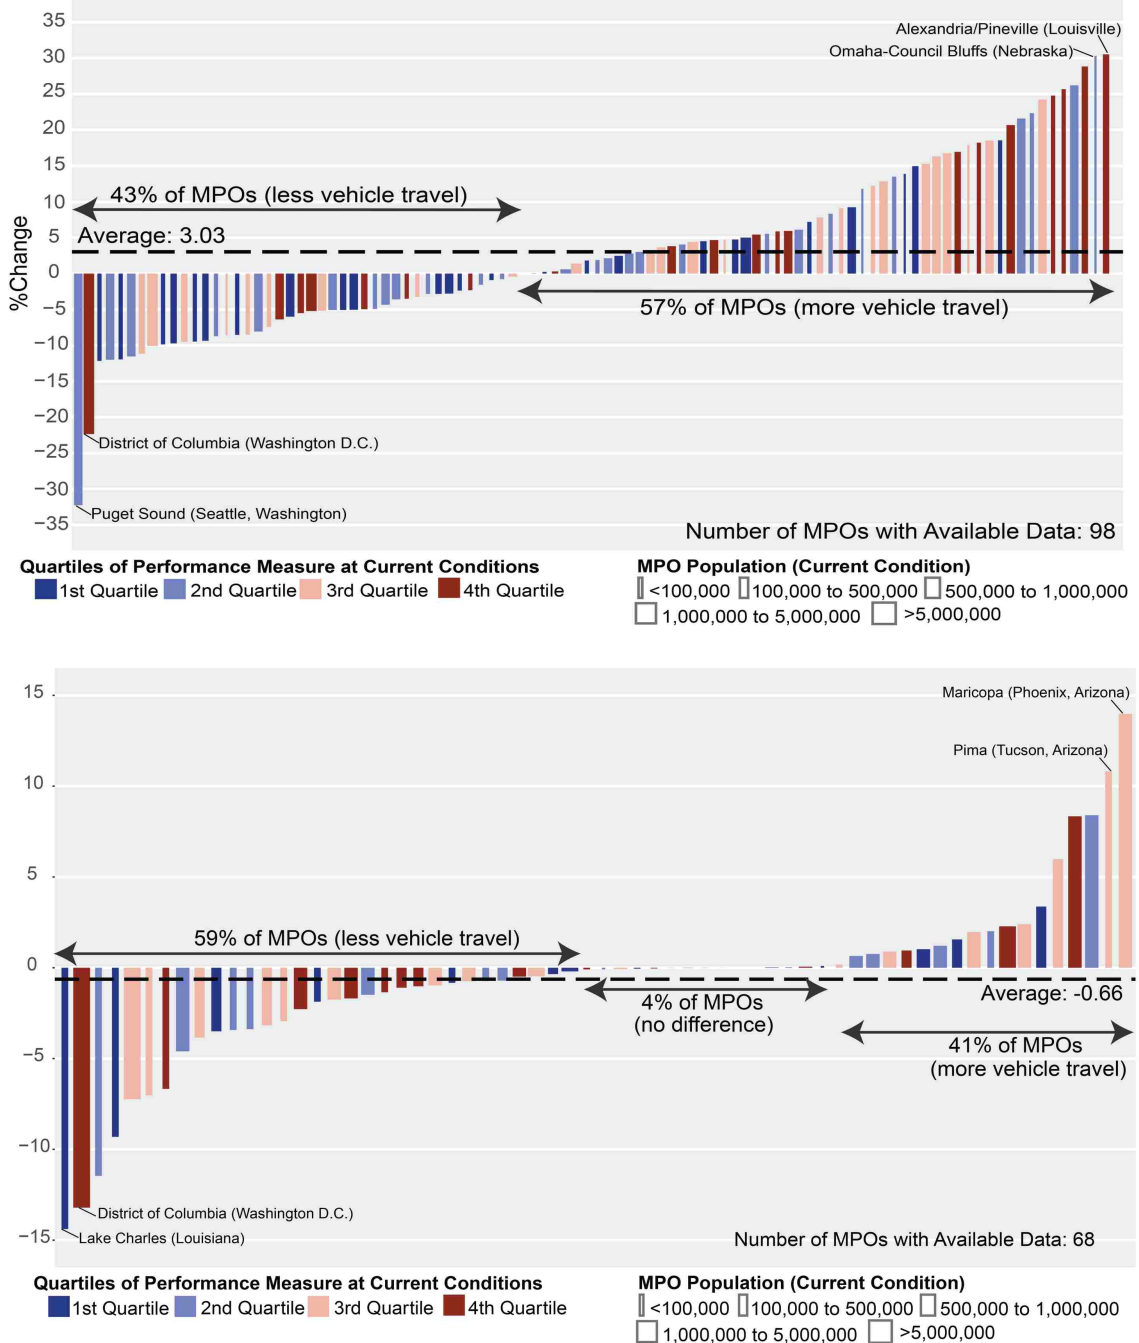 35
Alexandria/Pineville (Louisville)
30
Omaha-Council Bluffs (Nebraska)
25
20
15
43% of MPOs (less vehicle travel)
10
Average: 3.03
5
%Change
0
57% of MPOs (more vehicle travel)
−5
−10
−15
−20
District of Columbia (Washington D.C.)
−25
−30
Puget Sound (Seattle, Washington)
−35
Number of MPOs with Available Data: 98
Quartiles of Performance Measure at Current Conditions
1st Quartile 2nd Quartile 3rd Quartile 4th Quartile
MPO Population (Current Condition)
<100,000 100,000 to 500,000 500,000 to 1,000,000
1,000,000 to 5,000,000 >5,000,000
15
Maricopa (Phoenix, Arizona)
Pima (Tucson, Arizona)
10
5
59% of MPOs (less vehicle travel)
0
Average: -0.66
4% of MPOs
(no difference)
41% of MPOs
(more vehicle travel)
−5
−10
District of Columbia (Washington D.C.)
Lake Charles (Louisiana)
−15
Number of MPOs with Available Data: 68
Quartiles of Performance Measure at Current Conditions
1st Quartile 2nd Quartile 3rd Quartile 4th Quartile
MPO Population (Current Condition)
<100,000 100,000 to 500,000 500,000 to 1,000,000
1,000,000 to 5,000,000 >5,000,000